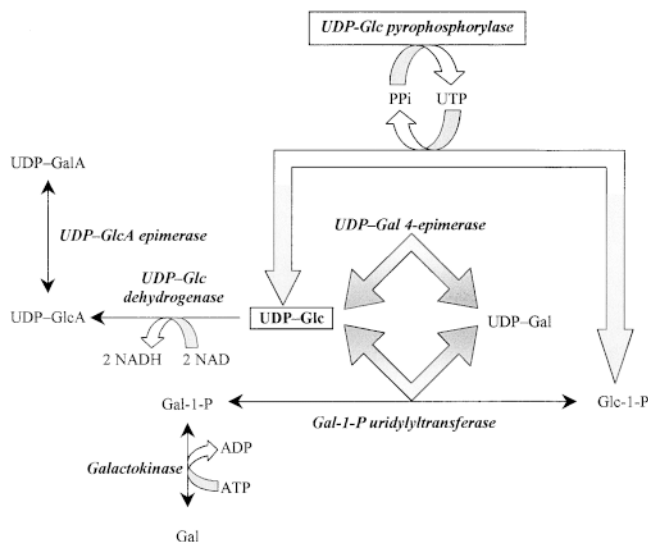 UDP-Glc pyrophosphorylase
PPi UTP
UDP–GalA
UDP–GlcA epimerase
UDP–Gal 4-epimerase
UDP–Glc
dehydrogenase
UDP–GlcA
UDP–Glc
UDP–Gal
2 NADH 2 NAD
Gal-1-P
Glc-1-P
Gal-1-P uridylyltransferase
ADP
Galactokinase
ATP
Gal